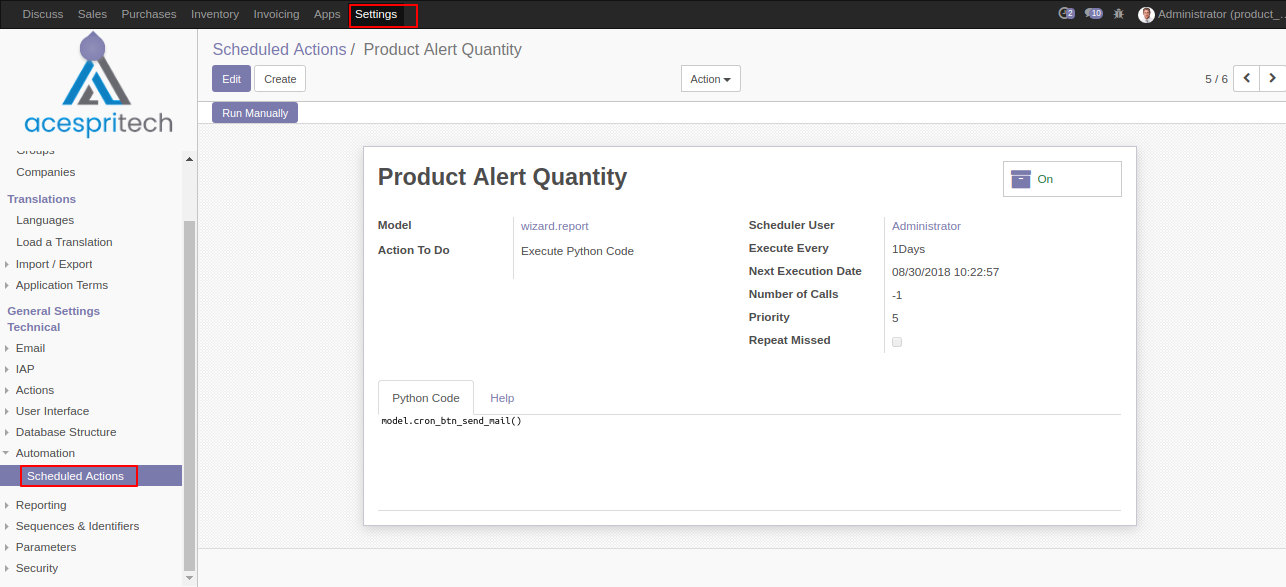 Discuss Sales Purchases Inventory Invoicing Apps Settings 2 10 Administrator (product_...
acespritech
Groups
Companies
Translations
Languages
Load a Translation
Import / Export
Application Terms
General Settings
Technical
Email
IAP
Actions
User Interface
Database Structure
Automation
Scheduled Actions
Reporting
Sequences & Identifiers
Parameters
Security
Scheduled Actions / Product Alert Quantity
Edit Create Action 5 / 6
Run Manually
Product Alert Quantity
On
Model wizard.report
Action To Do Execute Python Code
Scheduler User Administrator
Execute Every 1Days
Next Execution Date 08/30/2018 10:22:57
Number of Calls -1
Priority 5
Repeat Missed
Python Code Help
model.cron_btn_send_mail()